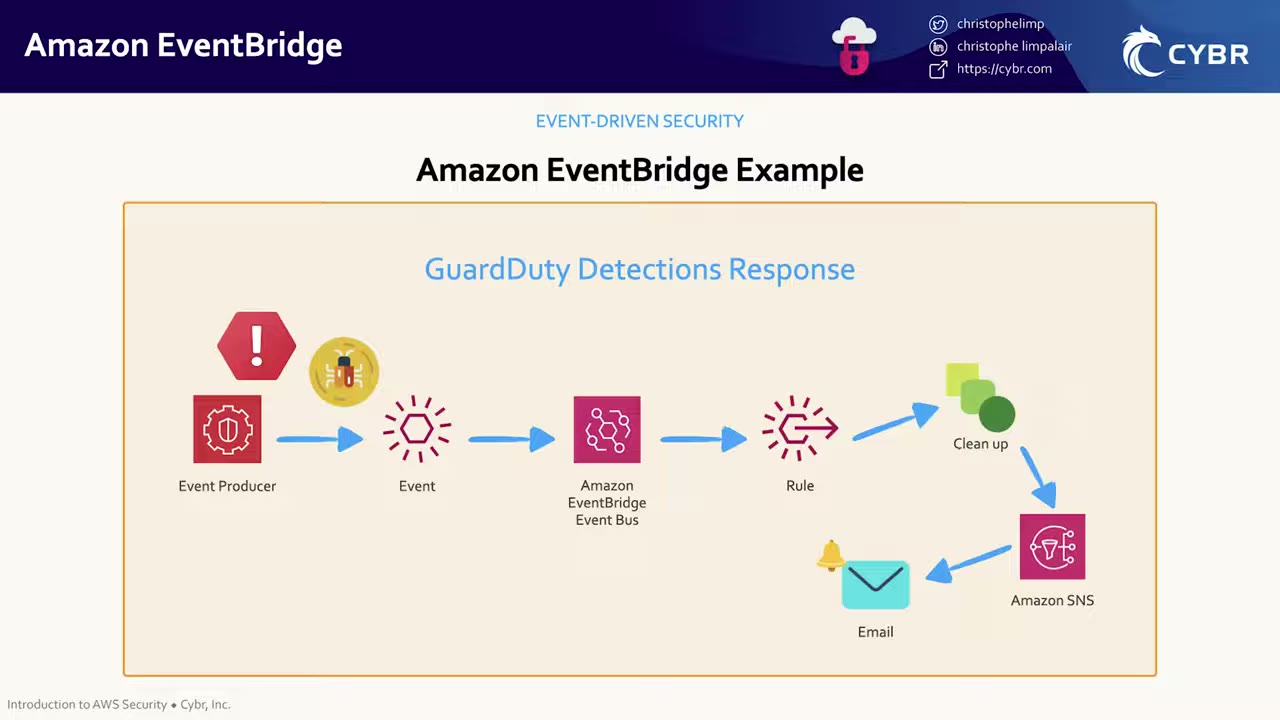 Amazon EventBridge
christophelimp
christophe limpalair
https://cybr.com
CYBR
EVENT-DRIVEN SECURITY
Amazon EventBridge Example
GuardDuty Detections Response
!
Event Producer
Event
Amazon
EventBridge
Event Bus
Rule
Clean up
Amazon SNS
Email
Introduction to AWS Security ◆ Cybr, Inc.